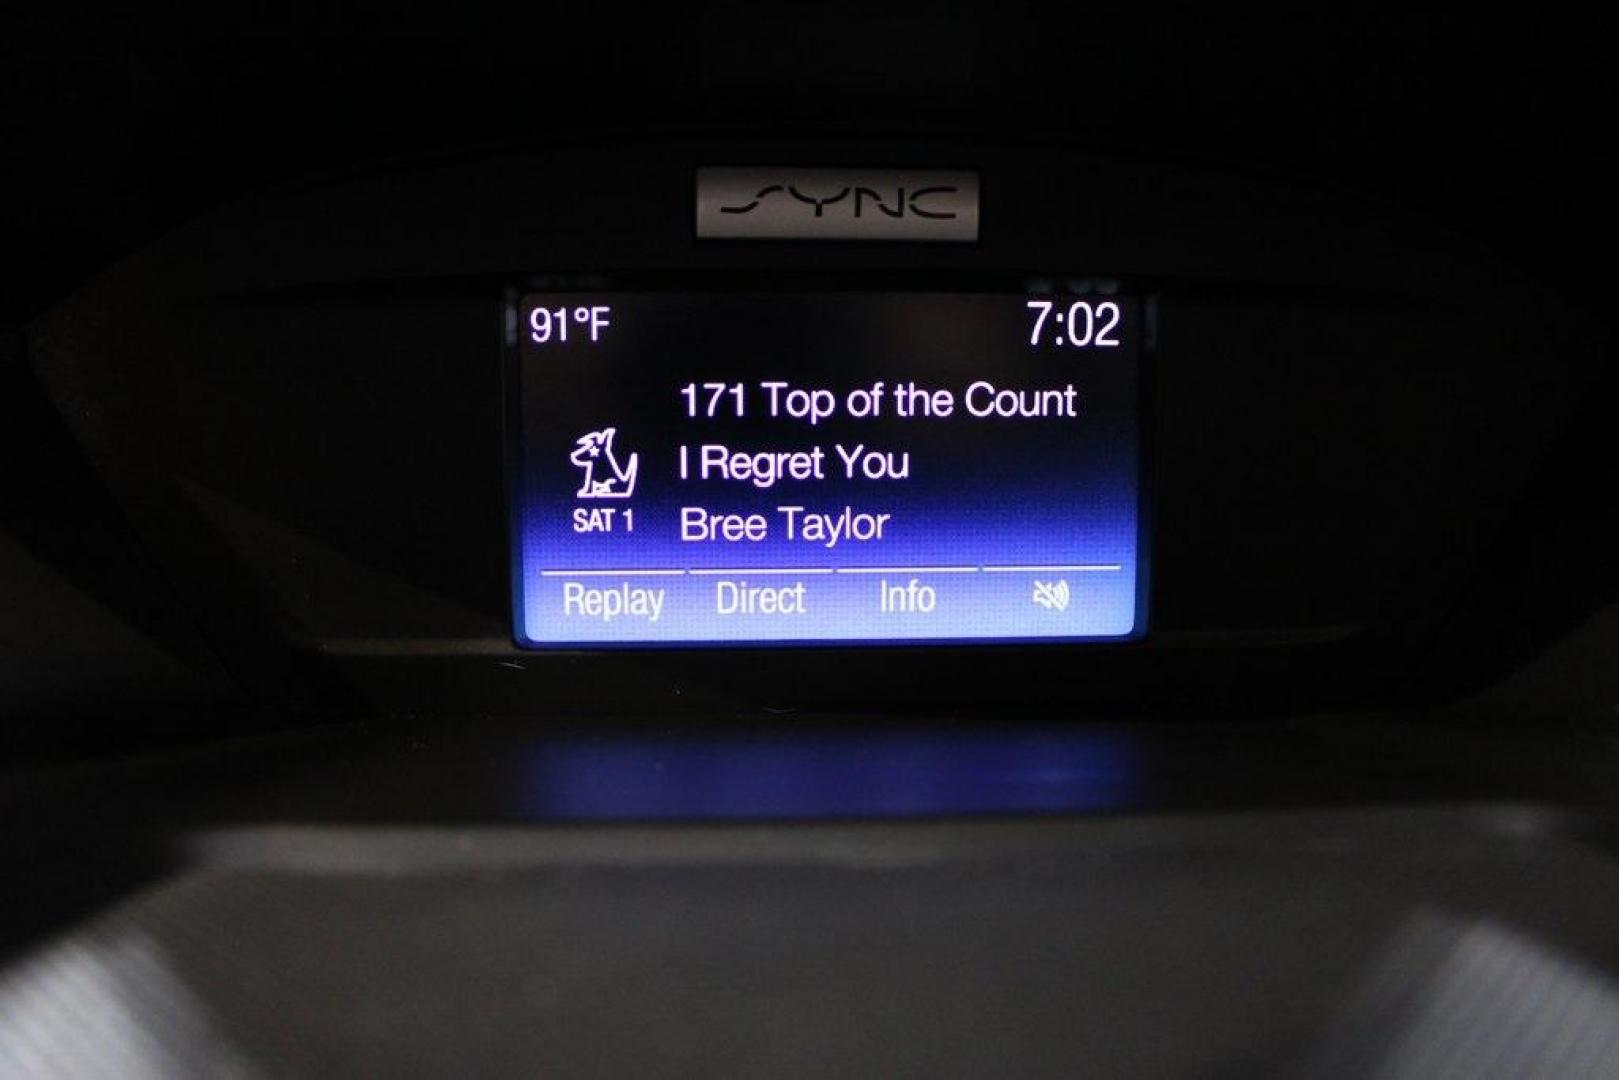 SYNC
91°F
7:02
171 Top of the Count
I Regret You
SAT 1
Bree Taylor
Replay
Direct
Info